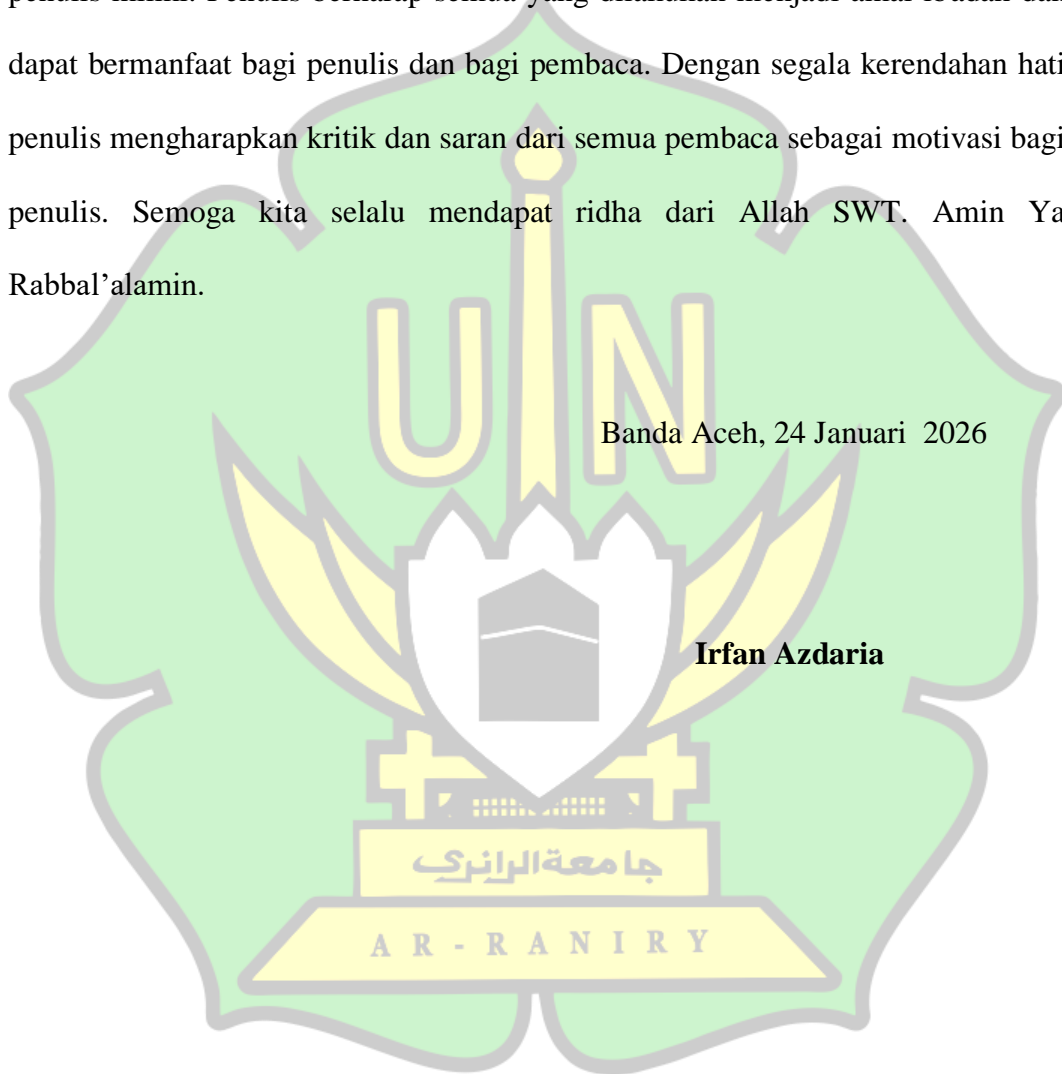 dapat bermanfaat bagi penulis dan bagi pembaca. Dengan segala kerendahan hati
penulis mengharapkan kritik dan saran dari semua pembaca sebagai motivasi bagi
penulis. Semoga kita selalu mendapat ridha dari Allah SWT. Amin Ya
Rabbal’alamin.
UIN
Banda Aceh, 24 Januari 2026
Irfan Azdaria
جامعةالرانري
AR-RANIRY